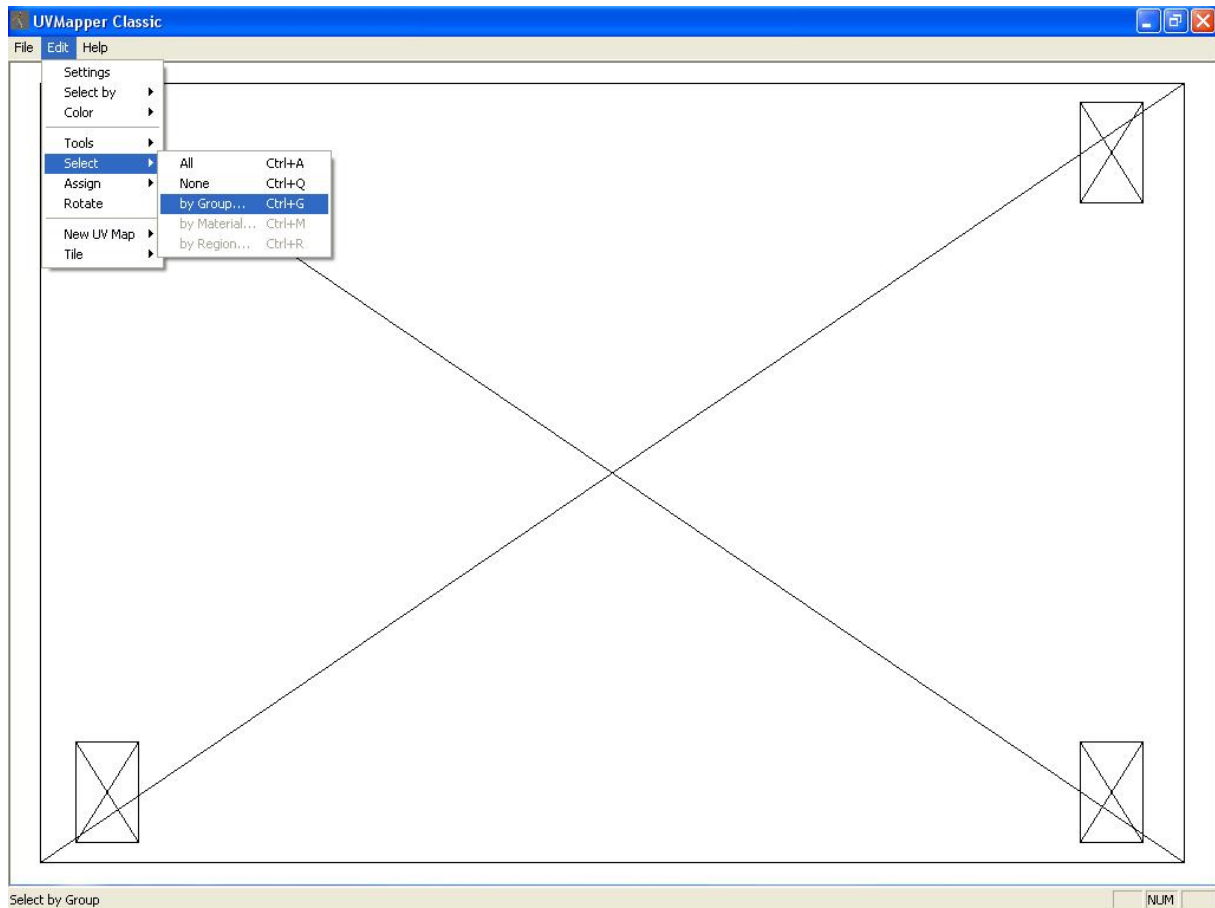 UVMapper Classic
File Edit Help
Settings
Select by
Color
Tools
Select
Assign
Rotate
New UV Map
Tile
All Ctrl+A
None Ctrl+Q
by Group... Ctrl+G
by Material... Ctrl+M
by Region... Ctrl+R
Select by Group NUM